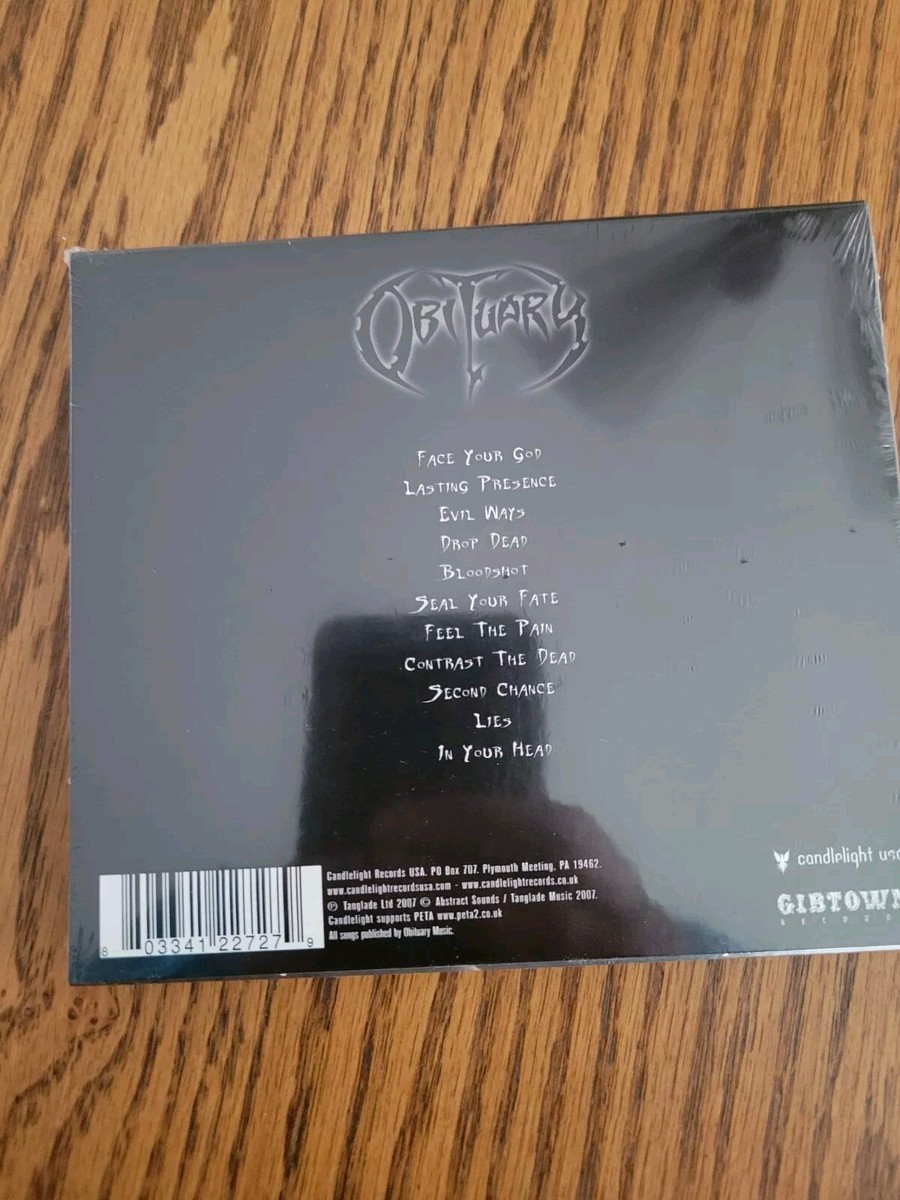 OBITUARY
FACE YOUR GOD
LASTING PRESENCE
EVIL WAYS
DROP DEAD
BLOODSHOT
SEAL YOUR FATE
FEEL THE PAIN
CONTRAST THE DEAD
SECOND CHANCE
LIES
IN YOUR HEAD
Candlelight Records USA. PO Box 707. Plymouth Meeting, PA 19462.
www.candlelightrecordsusa.com - www.candlelightrecords.co.uk
℗ Tanglade Ltd 2007 © Abstract Sounds / Tanglade Music 2007.
Candlelight supports PETA www.peta2.co.uk
All songs published by Obituary Music.
8 03341 22727 9
candlelight usa
GIBTOWN
RECORDS